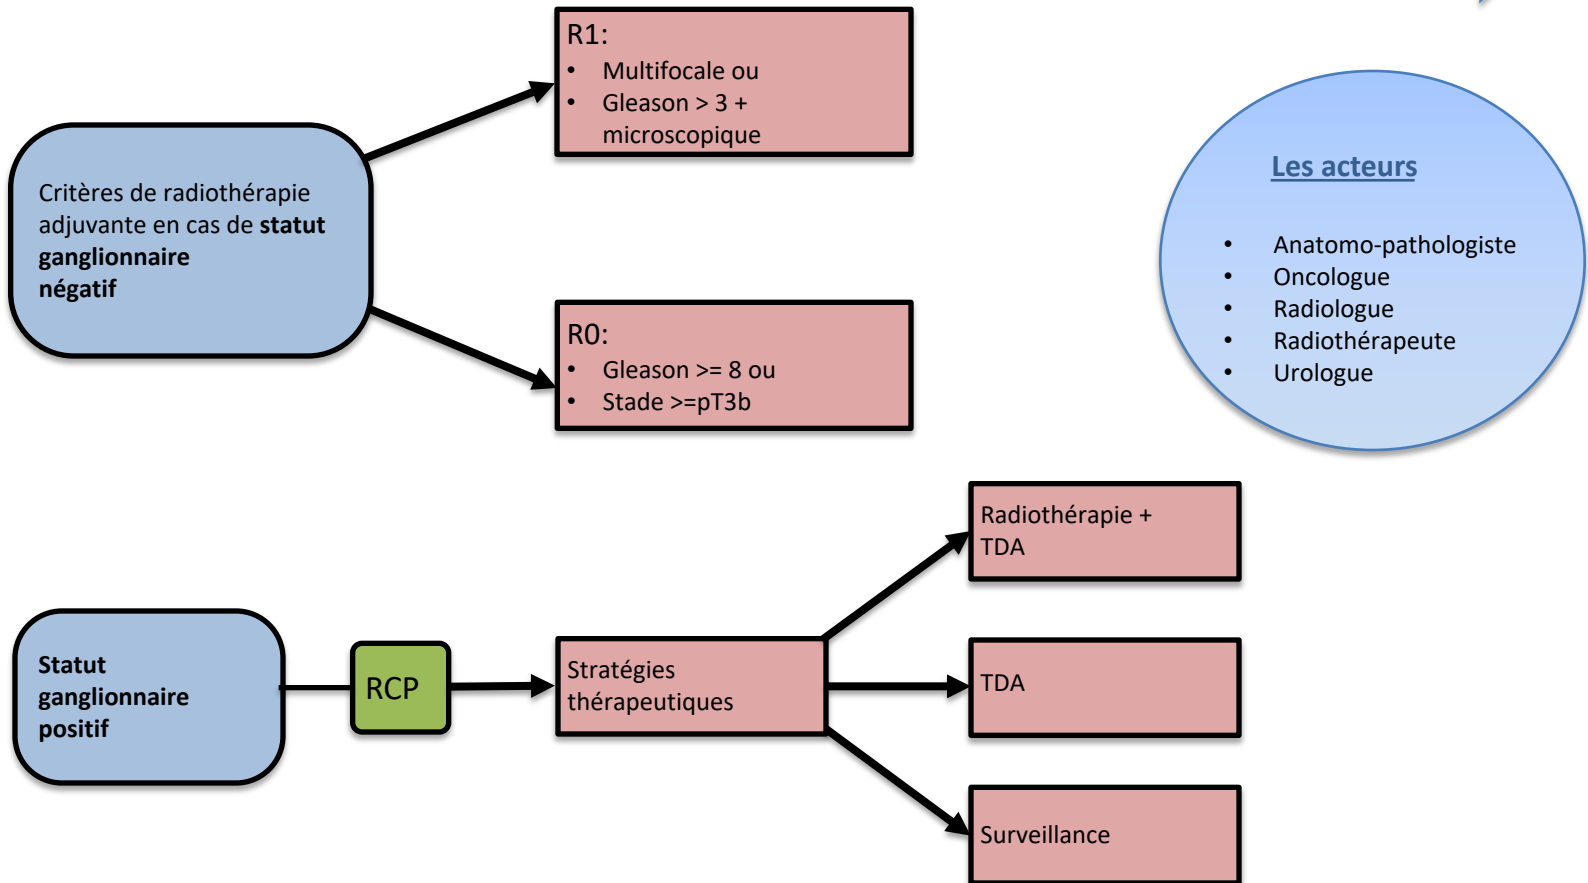 R1:
• Multifocale ou
• Gleason > 3 +
microscopique
Critères de radiothérapie
adjuvante en cas de statut
ganglionnaire
négatif
R0:
• Gleason >= 8 ou
• Stade >=pT3b
Les acteurs
• Anatomo-pathologiste
• Oncologue
• Radiologue
• Radiothérapeute
• Urologue
Statut
ganglionnaire
positif
RCP
Stratégies
thérapeutiques
Radiothérapie +
TDA
TDA
Surveillance